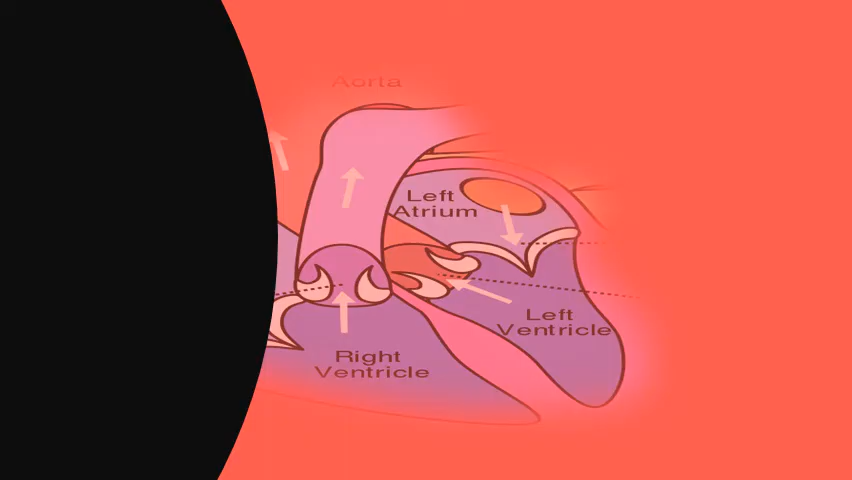 Aorta
Left
Atrium
Left
Ventricle
Right
Ventricle